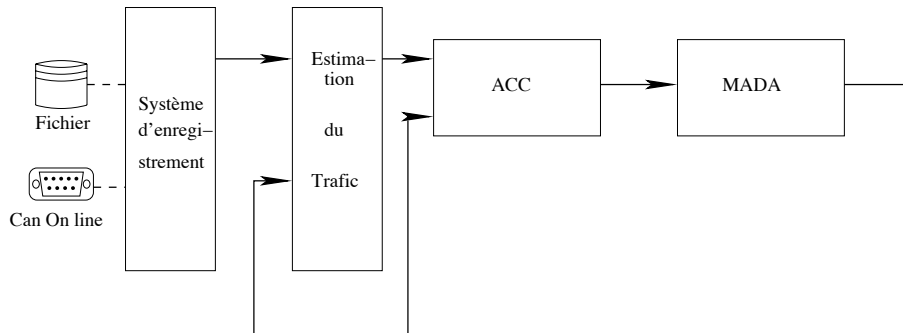 Fichier
Can On line
Système
d'enregi–
strement
Estima–
tion
du
Trafic
ACC
MADA